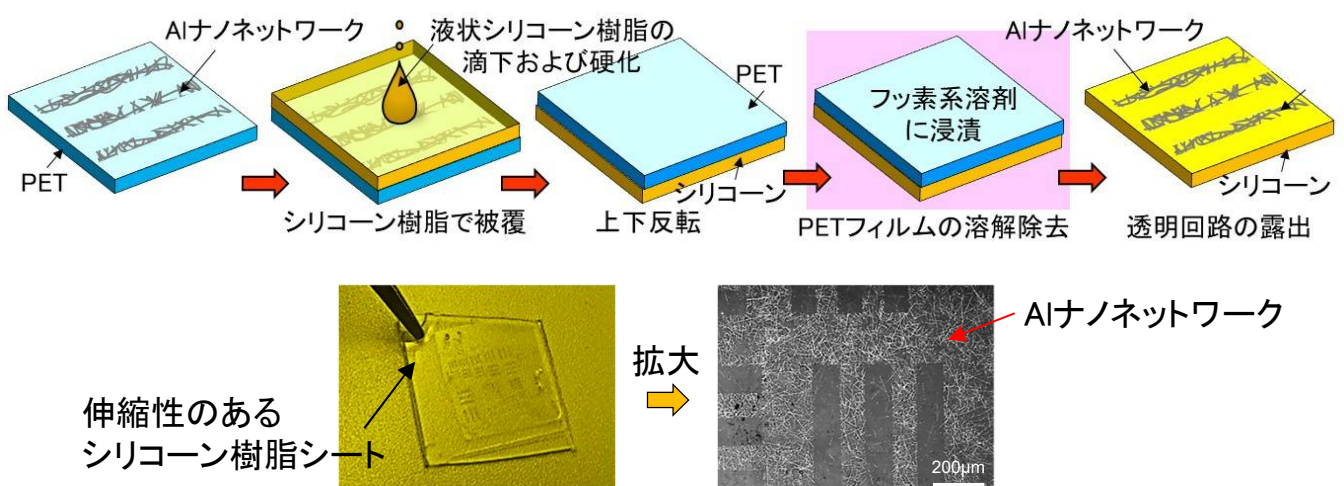 Alナノネットワーク
PET
液状シリコーン樹脂の
滴下および硬化
シリコーン樹脂で被覆
PET
シリコーン
上下反転
フッ素系溶剤
に浸漬
PETフィルムの溶解除去
Alナノネットワーク
シリコーン
透明回路の露出
伸縮性のある
シリコーン樹脂シート
拡大
Alナノネットワーク
200μm